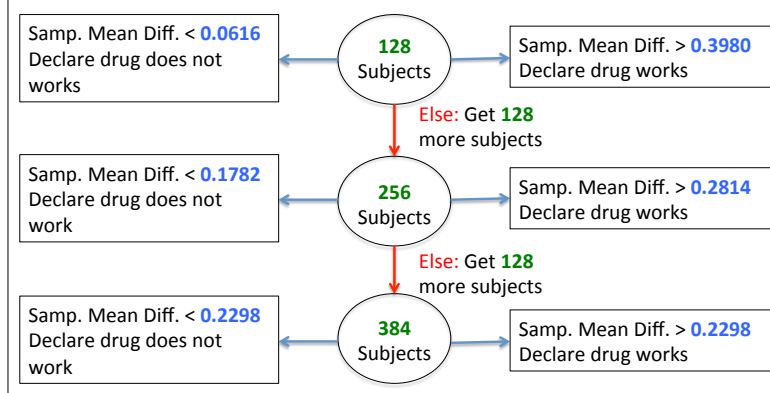 Samp. Mean Diff. < 0.0616
Declare drug does not
works
128
Subjects
Samp. Mean Diff. > 0.3980
Declare drug works
Else: Get 128
more subjects
Samp. Mean Diff. < 0.1782
Declare drug does not
work
256
Subjects
Samp. Mean Diff. > 0.2814
Declare drug works
Else: Get 128
more subjects
Samp. Mean Diff. < 0.2298
Declare drug does not
work
384
Subjects
Samp. Mean Diff. > 0.2298
Declare drug works